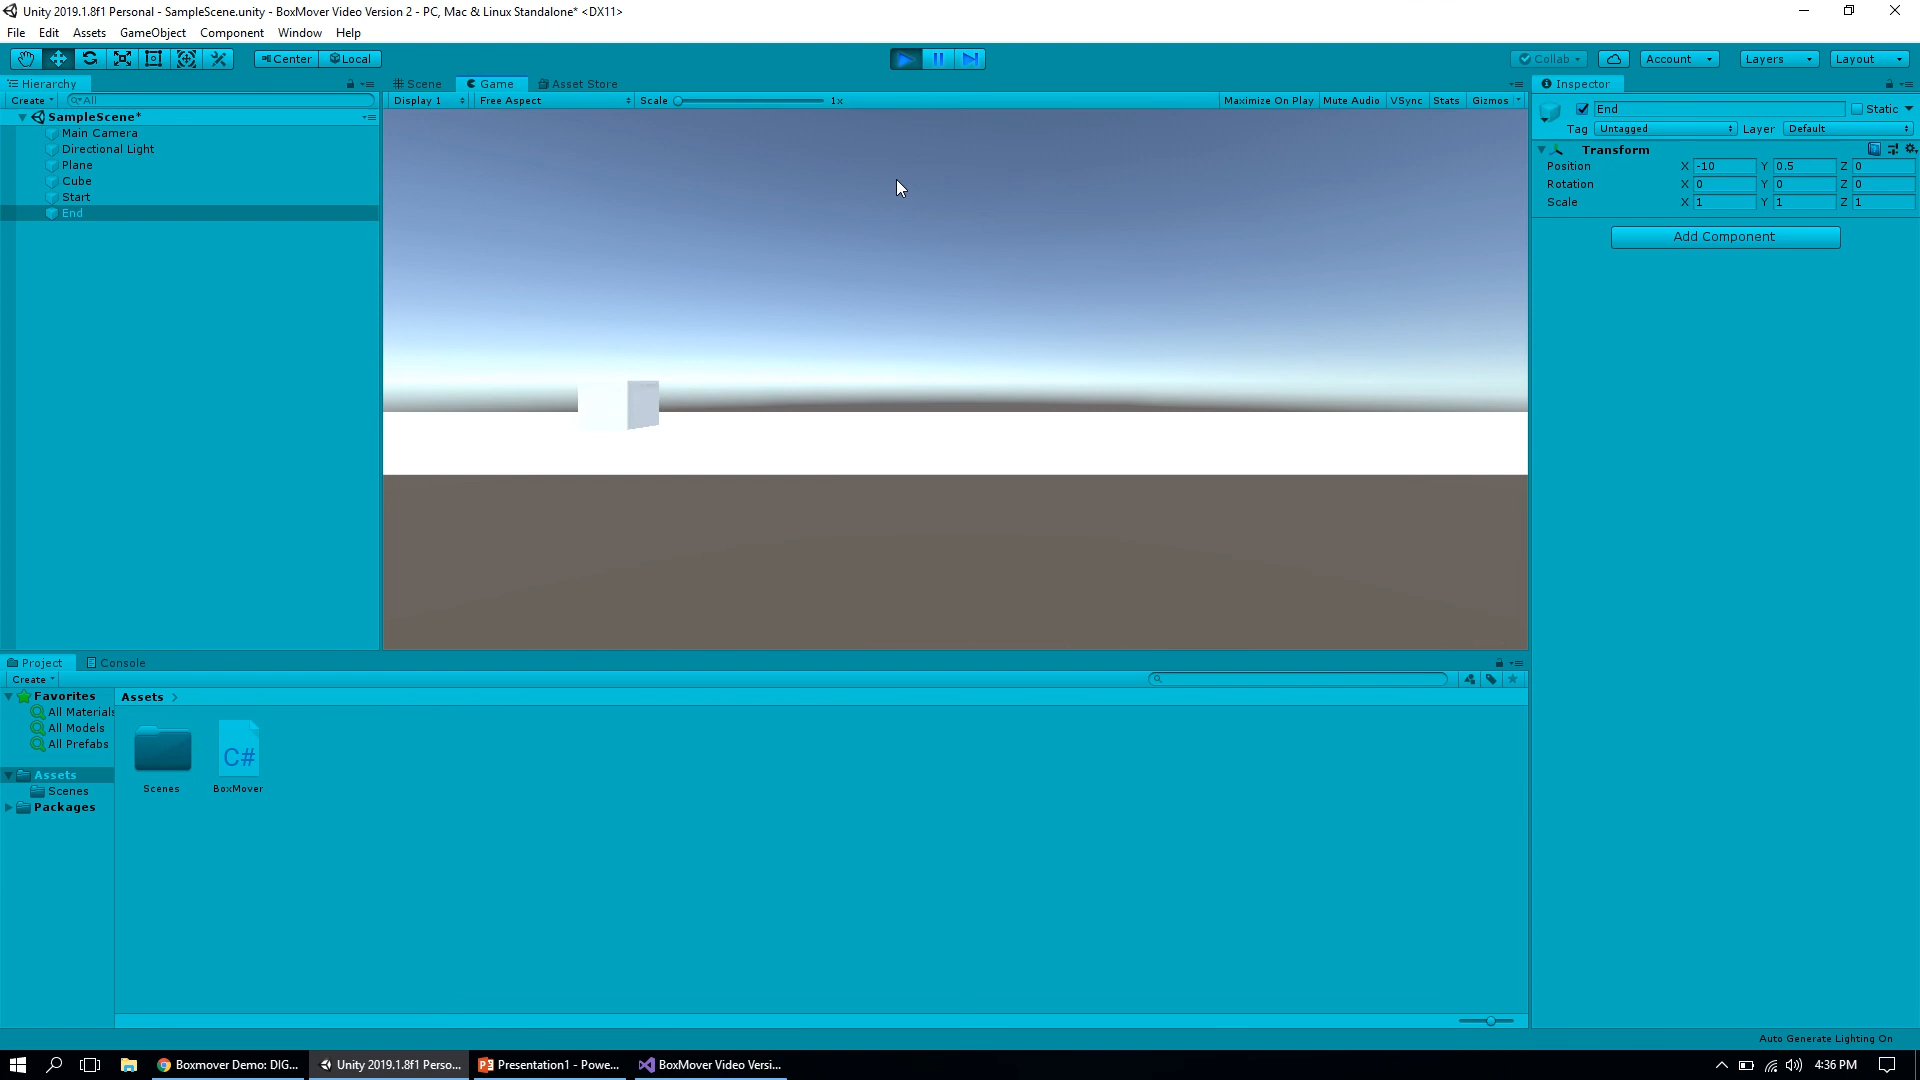 Unity 2019.1.8f1 Personal - SampleScene.unity - BoxMover Video Version 2 - PC, Mac & Linux Standalone* <DX11>
File Edit Assets GameObject Component Window Help
Center Local Collab Account Layers Layout
Hierarchy Scene Game Asset Store Inspector
Create All Display 1 Free Aspect Scale 1x Maximize On Play Mute Audio VSync Stats Gizmos
End Static
SampleScene*
Tag Untagged Layer Default
Main Camera
Directional Light
Plane
Cube
Start
End
Transform
Position X -10 Y 0.5 Z 0
Rotation X 0 Y 0 Z 0
Scale X 1 Y 1 Z 1
Add Component
Project Console
Create
Favorites
All Materials
All Models
All Prefabs
Assets
Scenes
Packages
Assets
C#
Scenes BoxMover
Auto Generate Lighting On
Boxmover Demo: DIG... Unity 2019.1.8f1 Perso... Presentation1 - Powe... BoxMover Video Versi... 4:36 PM